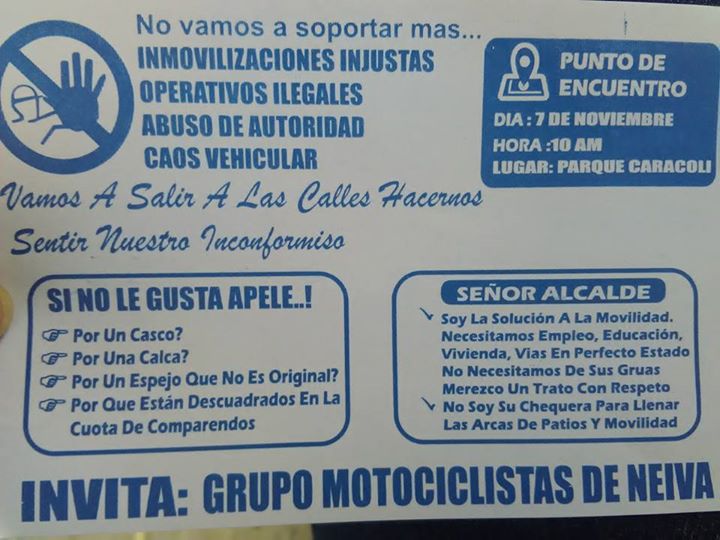 No vamos a soportar mas...
INMOVILIZACIONES INJUSTAS
OPERATIVOS ILEGALES
ABUSO DE AUTORIDAD
CAOS VEHICULAR
PUNTO DE
ENCUENTRO
DIA : 7 DE NOVIEMBRE
HORA :10 AM
LUGAR: PARQUE CARACOLI
Vamos A Salir A Las Calles Hacernos
Sentir Nuestro Inconformiso
SI NO LE GUSTA APELE..!
Por Un Casco?
Por Una Calca?
Por Un Espejo Que No Es Original?
Por Que Están Descuadrados En La
Cuota De Comparendos
SEÑOR ALCALDE
Soy La Solución A La Movilidad.
Necesitamos Empleo, Educación,
Vivienda, Vias En Perfecto Estado
No Necesitamos De Sus Gruas
Merezco Un Trato Con Respeto
No Soy Su Chequera Para Llenar
Las Arcas De Patios Y Movilidad
INVITA: GRUPO MOTOCICLISTAS DE NEIVA